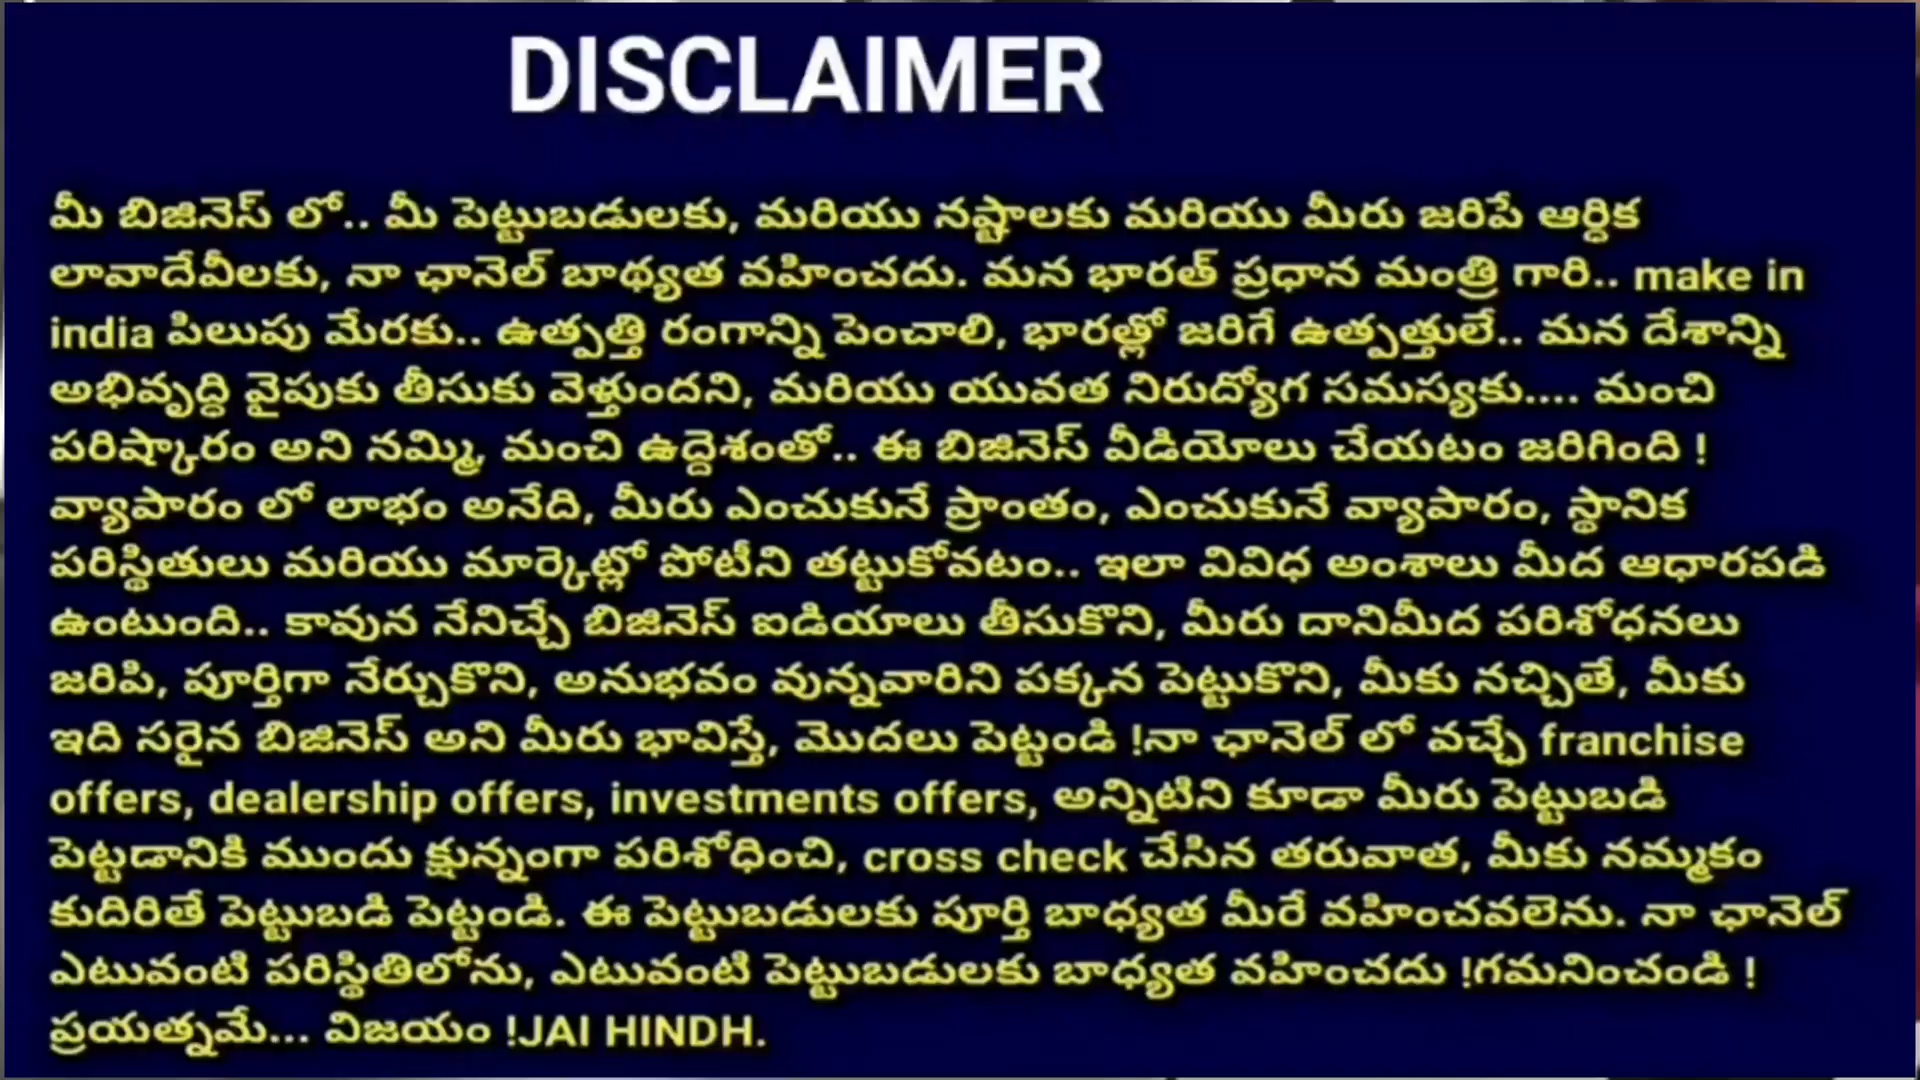 DISCLAIMER
మీ బిజినెస్ లో.. మీ పెట్టుబడులకు, మరియు నష్టాలకు మరియు మీరు జరిపే ఆర్ధిక
లావాదేవీలకు, నా ఛానెల్ బాథ్యత వహించదు. మన భారత్ ప్రధాన మంత్రి గారి.. make in
india పిలుపు మేరకు.. ఉత్పత్తి రంగాన్ని పెంచాలి, భారత్లో జరిగే ఉత్పత్తులే.. మన దేశాన్ని
అభివృద్ధి వైపుకు తీసుకు వెళ్తుందని, మరియు యువత నిరుద్యోగ సమస్యకు.... మంచి
పరిష్కారం అని నమ్మి, మంచి ఉద్దెశంతో.. ఈ బిజినెస్ వీడియోలు చేయటం జరిగింది !
వ్యాపారం లో లాభం అనేది, మీరు ఎంచుకునే ప్రాంతం, ఎంచుకునే వ్యాపారం, స్థానిక
పరిస్థితులు మరియు మార్కెట్లో పోటీని తట్టుకోవటం.. ఇలా వివిధ అంశాలు మీద ఆధారపడి
ఉంటుంది.. కావున నేనిచ్చే బిజినెస్ ఐడియాలు తీసుకొని, మీరు దానిమీద పరిశోధనలు
జరిపి, పూర్తిగా నేర్చుకొని, అనుభవం వున్నవారిని పక్కన పెట్టుకొని, మీకు నచ్చితే, మీకు
ఇది సరైన బిజినెస్ అని మీరు భావిస్తే, మొదలు పెట్టండి !నా ఛానెల్ లో వచ్ఛే franchise
offers, dealership offers, investments offers, అన్నిటిని కూడా మీరు పెట్టుబడి
పెట్టడానికి ముందు క్షున్నంగా పరిశోధించి, cross check చేసిన తరువాత, మీకు నమ్మకం
కుదిరితే పెట్టుబడి పెట్టండి. ఈ పెట్టుబడులకు పూర్తి బాధ్యత మీరే వహించవలెను. నా ఛానెల్
ఎటువంటి పరిస్థితిలోను, ఎటువంటి పెట్టుబడులకు బాధ్యత వహించదు !గమనించండి !
ప్రయత్నమే... విజయం !JAI HINDH.